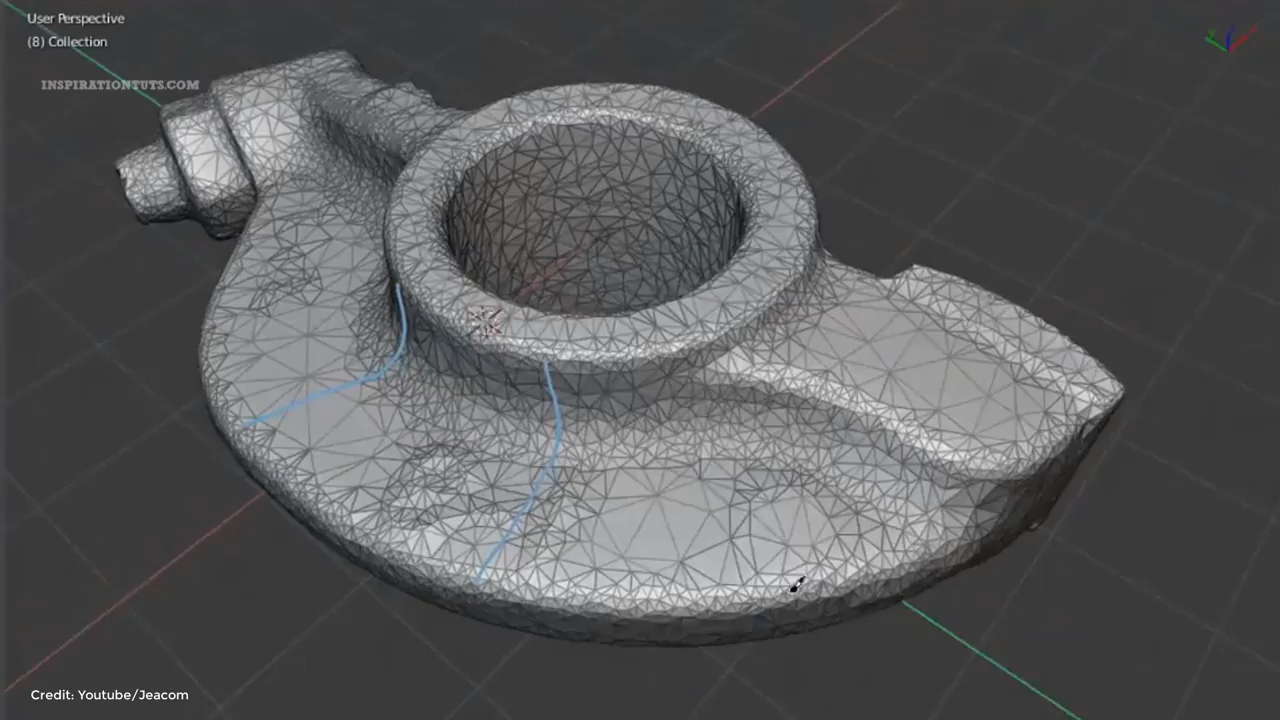 User Perspective
(8) Collection
INSPIRATIONTUTS.COM
Credit: Youtube/Jeacom